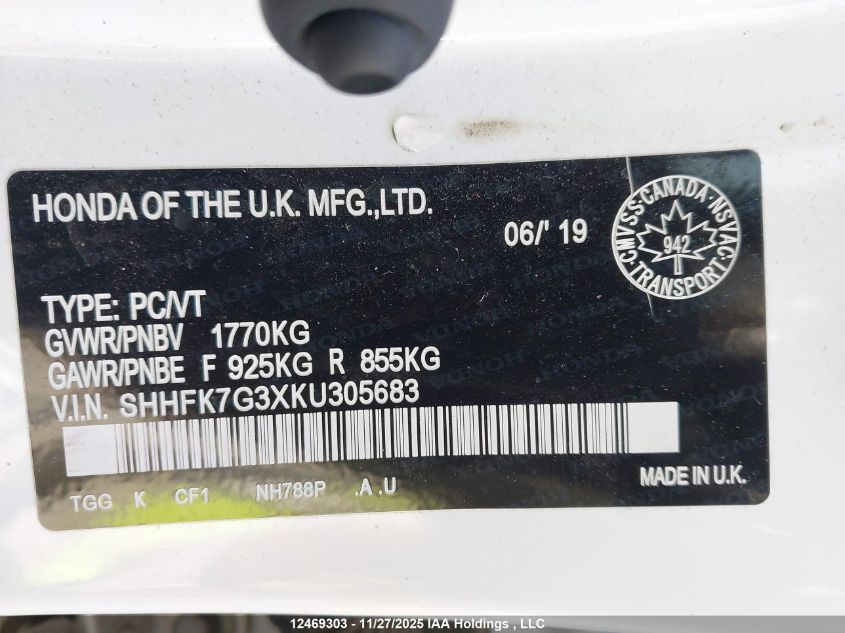 HONDA OF THE U.K. MFG.,LTD.
06/' 19
CMVSS·CANADA·NSVAC
942
TRANSPORT
TYPE: PC/VT
GVWR/PNBV 1770KG
GAWR/PNBE F 925KG R 855KG
V.I.N. SHHFK7G3XKU305683
TGG K CF1 NH788P .A .U
MADE IN U.K.
12469303 - 11/27/2025 IAA Holdings , LLC